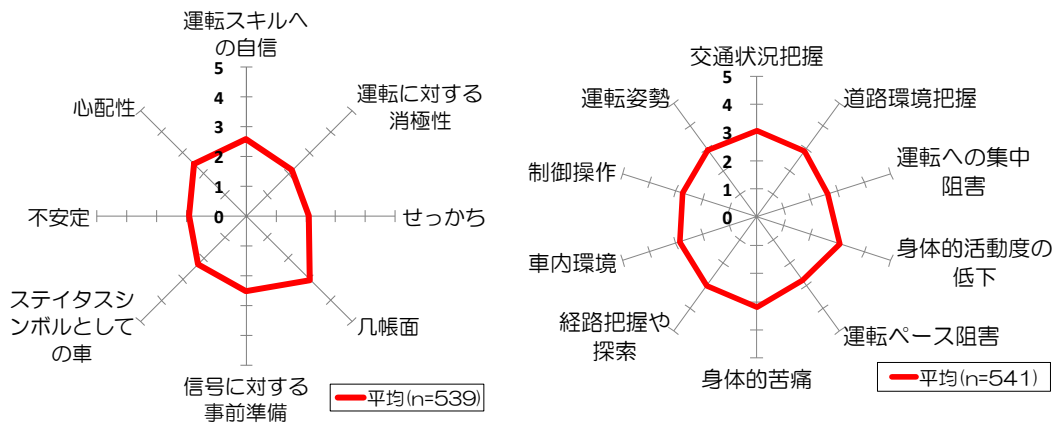 運転スキルへ
の自信
運転に対する
消極性
せっかち
几帳面
信号に対する
事前準備
ステイタスシ
ンボルとして
の車
不安定
心配性
5
4
3
2
1
0
平均(n=539)
交通状況把握
道路環境把握
運転への集中
阻害
身体的活動度の
低下
運転ペース阻害
身体的苦痛
経路把握や
探索
車内環境
制御操作
運転姿勢
5
4
3
2
1
0
平均(n=541)